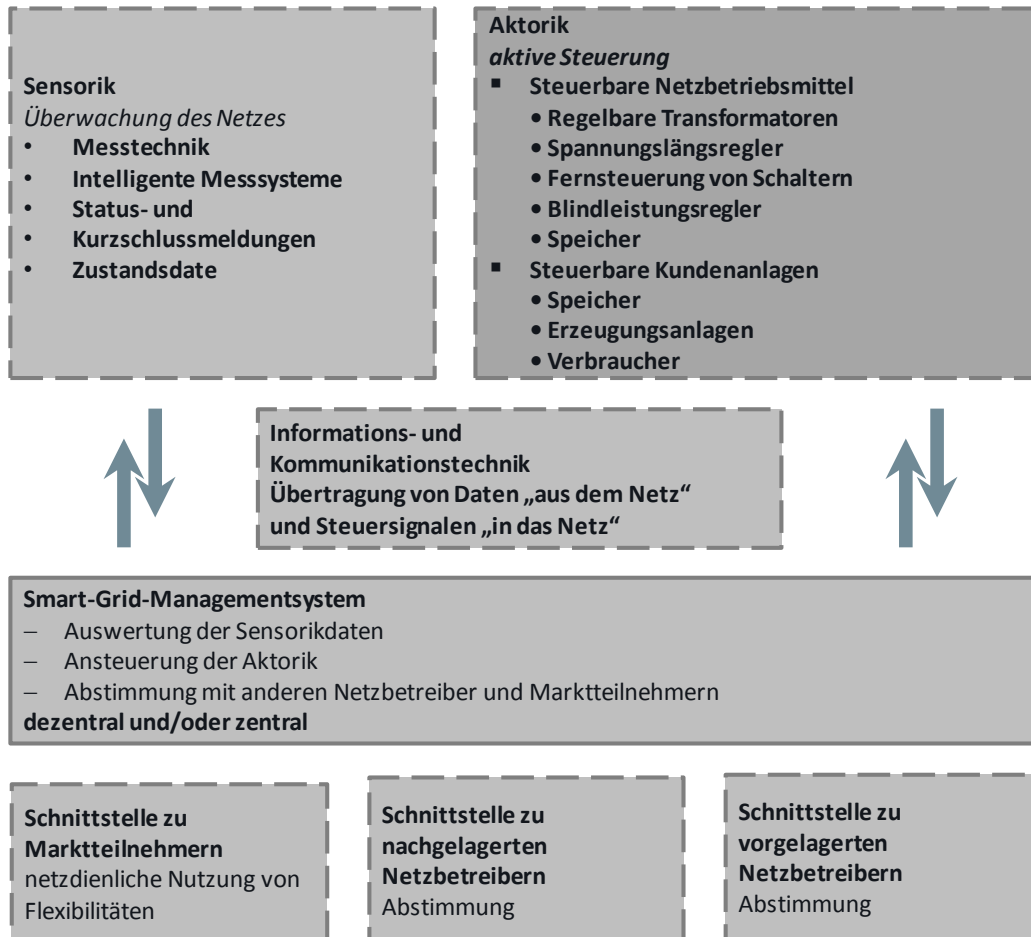 Sensorik
Überwachung des Netzes
• Messtechnik
• Intelligente Messsysteme
• Status- und
• Kurzschlussmeldungen
• Zustandsdate
Aktorik
aktive Steuerung
▪ Steuerbare Netzbetriebsmittel
• Regelbare Transformatoren
• Spannungslängsregler
• Fernsteuerung von Schaltern
• Blindleistungsregler
• Speicher
▪ Steuerbare Kundenanlagen
• Speicher
• Erzeugungsanlagen
• Verbraucher
Informations- und
Kommunikationstechnik
Übertragung von Daten „aus dem Netz“
und Steuersignalen „in das Netz“
Smart-Grid-Managementsystem
– Auswertung der Sensorikdaten
– Ansteuerung der Aktorik
– Abstimmung mit anderen Netzbetreiber und Marktteilnehmern
dezentral und/oder zentral
Schnittstelle zu
Marktteilnehmern
netzdienliche Nutzung von
Flexibilitäten
Schnittstelle zu
nachgelagerten
Netzbetreibern
Abstimmung
Schnittstelle zu
vorgelagerten
Netzbetreibern
Abstimmung